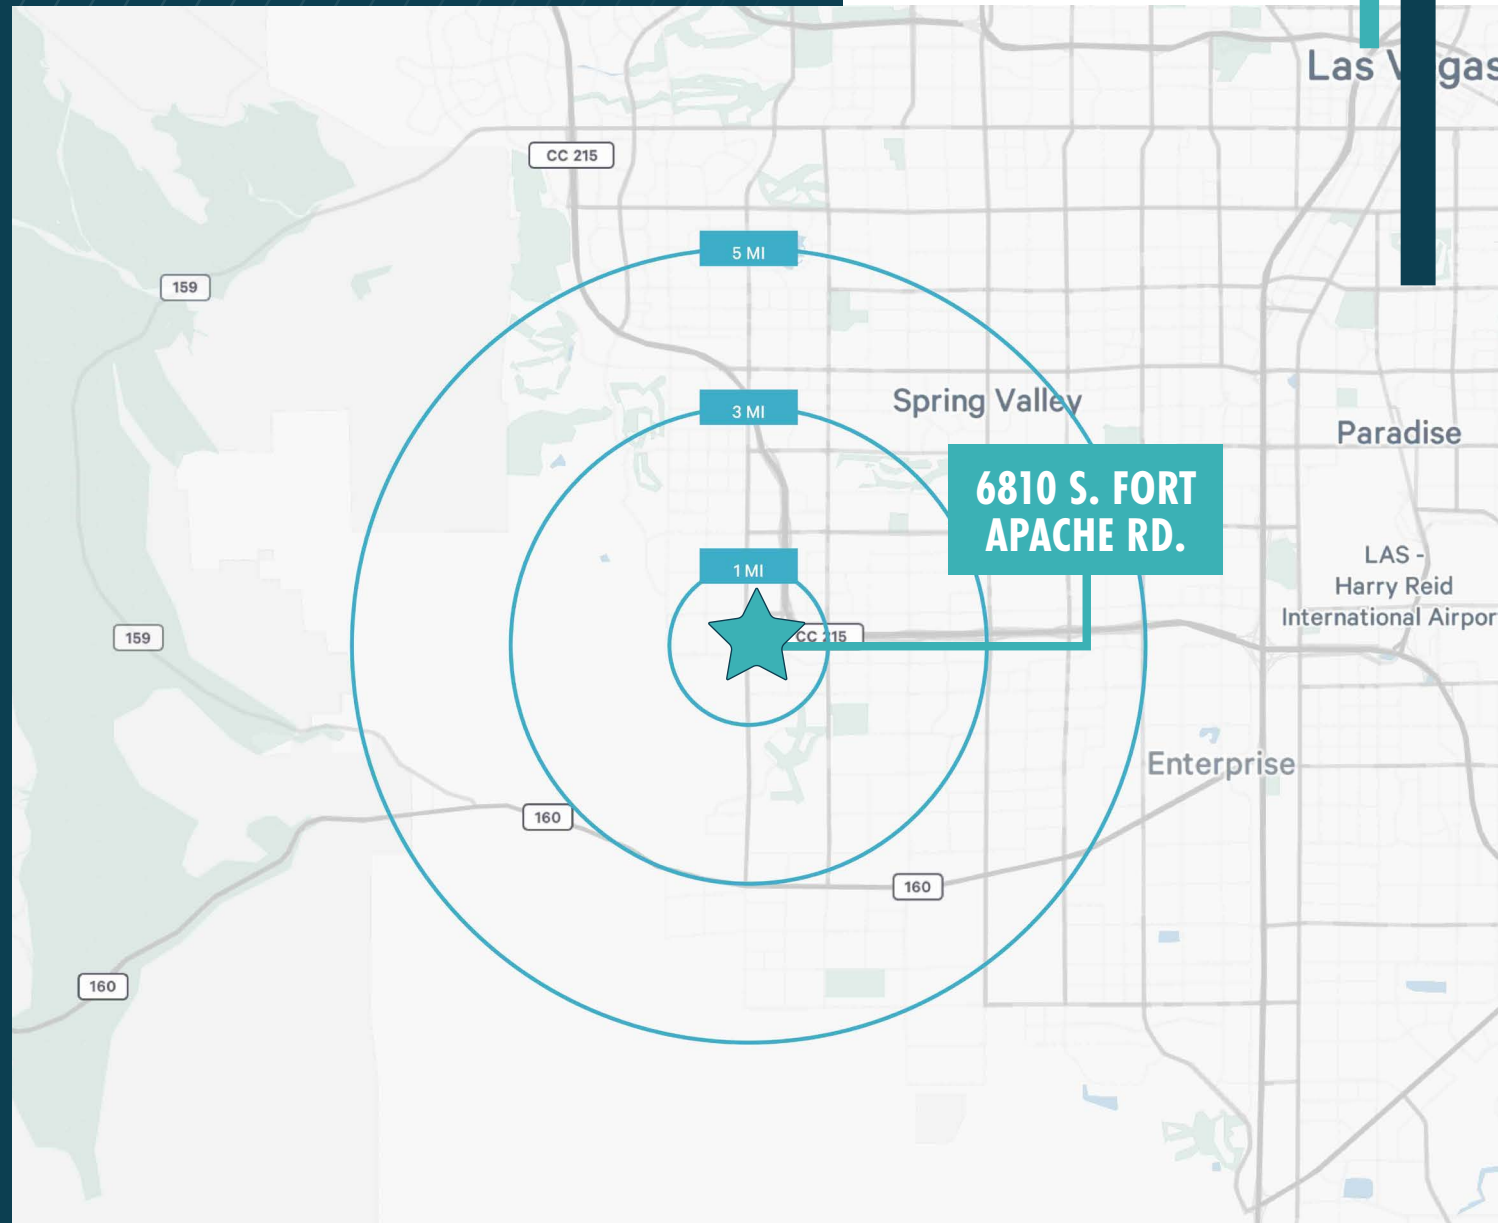 Las V gas
CC 215
5 MI
159
3 MI
Spring Valley
Paradise
6810 S. FORT
APACHE RD.
1 MI
LAS -
Harry Reid
International Airpor
CC 215
159
Enterprise
160
160
160